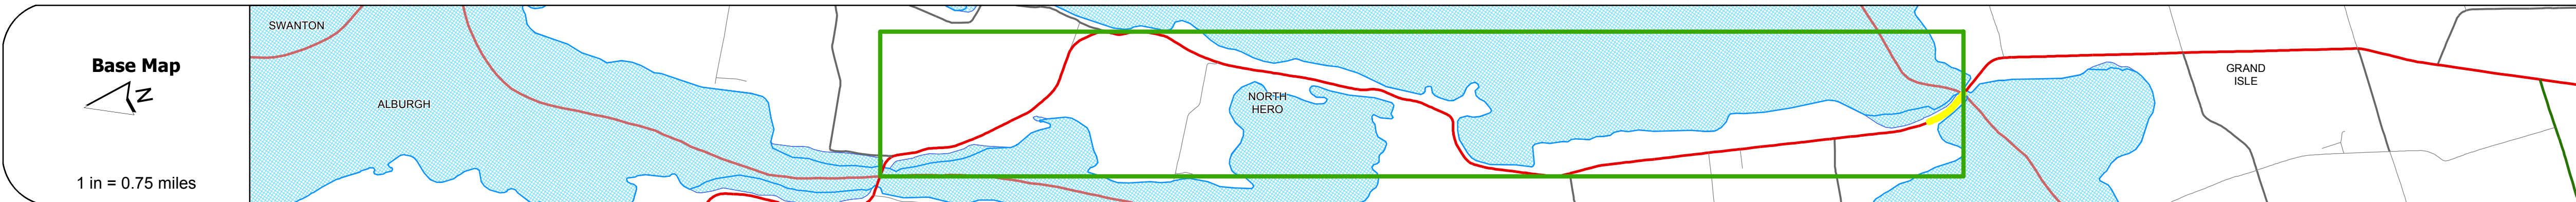 SWANTON
Base Map
N
ALBURGH
1 in = 0.75 miles
NORTH
HERO
GRAND
ISLE